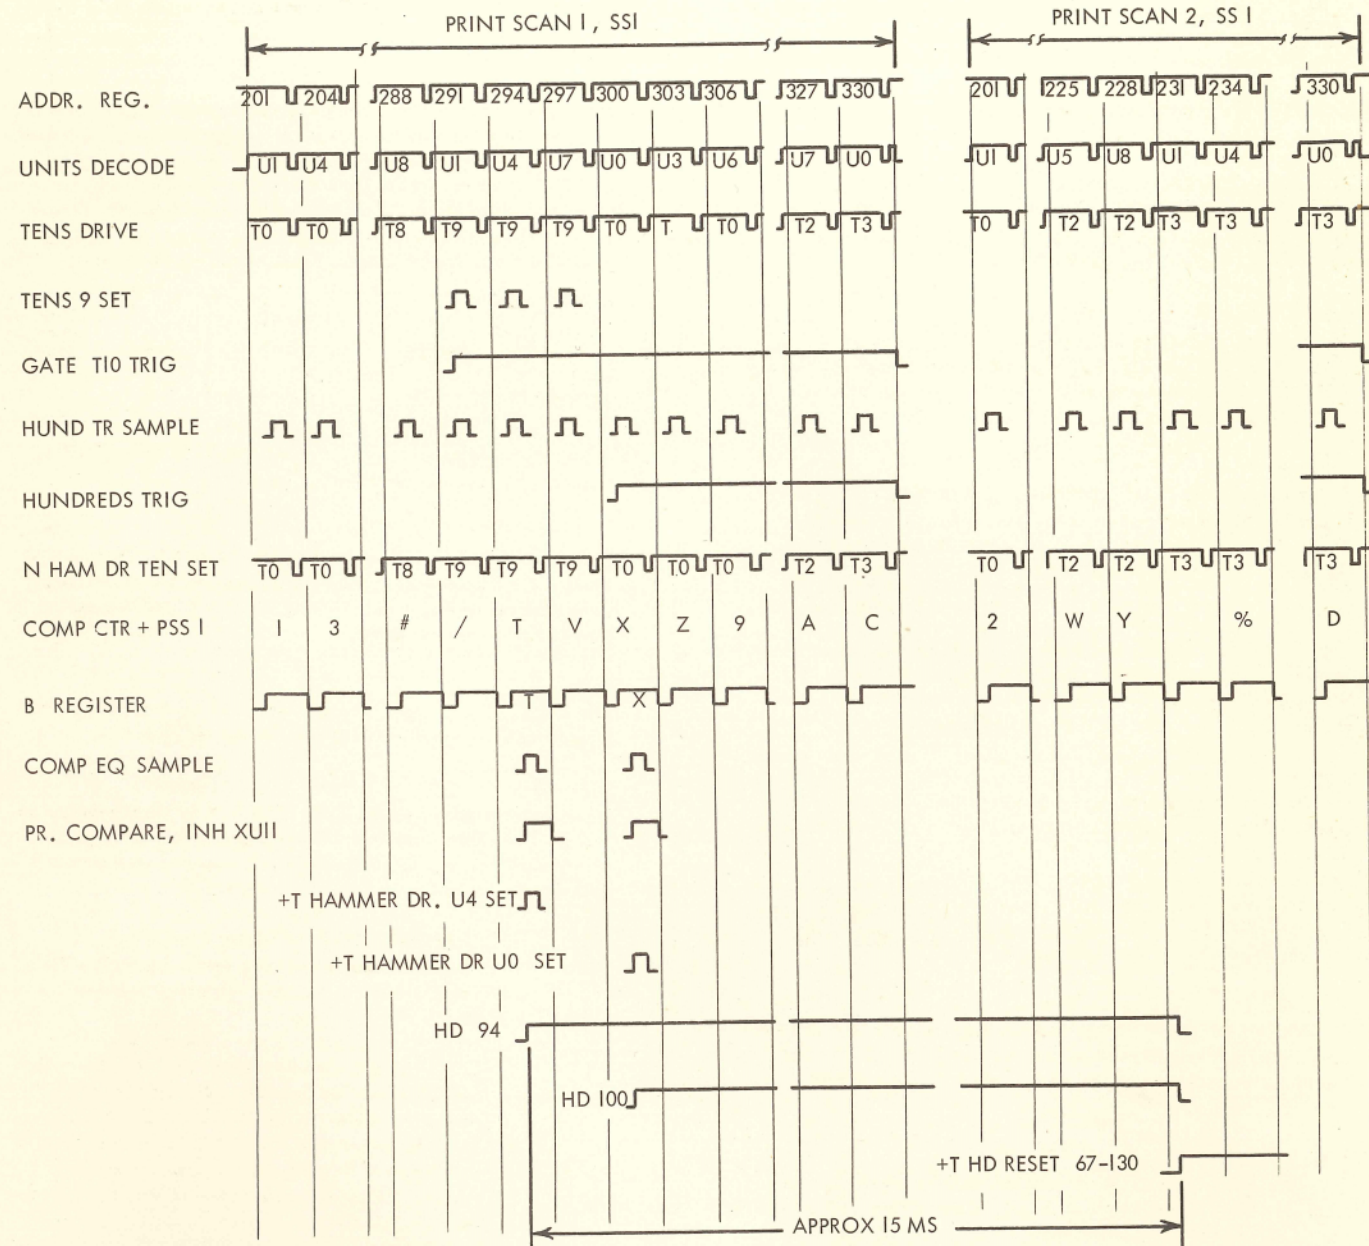 PRINT SCAN 1, SS1
PRINT SCAN 2, SS 1
ADDR. REG. 201 204 288 291 294 297 300 303 306 327 330 201 225 228 231 234 330
UNITS DECODE U1 U4 U8 U1 U4 U7 U0 U3 U6 U7 U0 U1 U5 U8 U1 U4 U0
TENS DRIVE T0 T0 T8 T9 T9 T9 T0 T T0 T2 T3 T0 T2 T2 T3 T3 T3
TENS 9 SET
GATE T10 TRIG
HUND TR SAMPLE
HUNDREDS TRIG
N HAM DR TEN SET T0 T0 T8 T9 T9 T9 T0 T0 T0 T2 T3 T0 T2 T2 T3 T3 T3
COMP CTR + PSS 1 1 3 # / T V X Z 9 A C 2 W Y % D
B REGISTER T X
COMP EQ SAMPLE
PR. COMPARE, INH XU11
+T HAMMER DR. U4 SET
+T HAMMER DR U0 SET
HD 94
HD 100
+T HD RESET 67-130
APPROX 15 MS